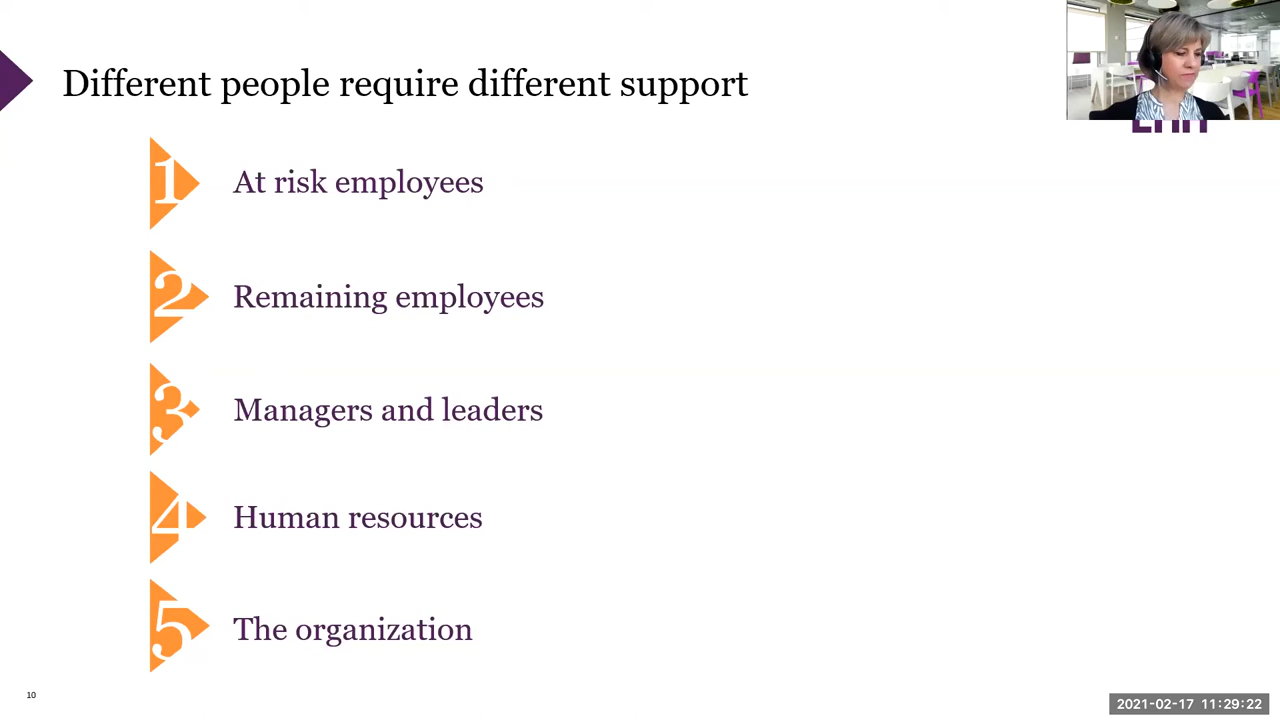 Different people require different support
1 At risk employees
2 Remaining employees
3 Managers and leaders
4 Human resources
5 The organization
10
2021-02-17 11:29:22